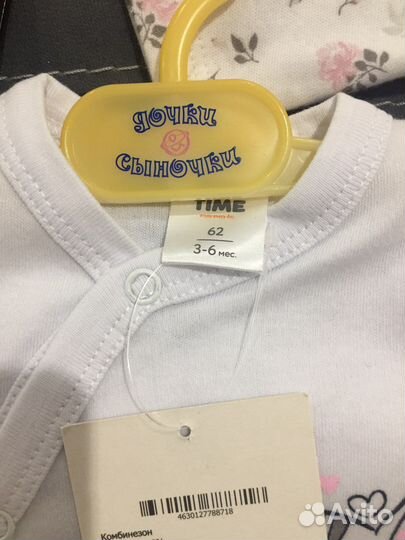 дочки
сыночки
TIME
62
3-6 мес.
4630127788718
Комбинезон
Avito